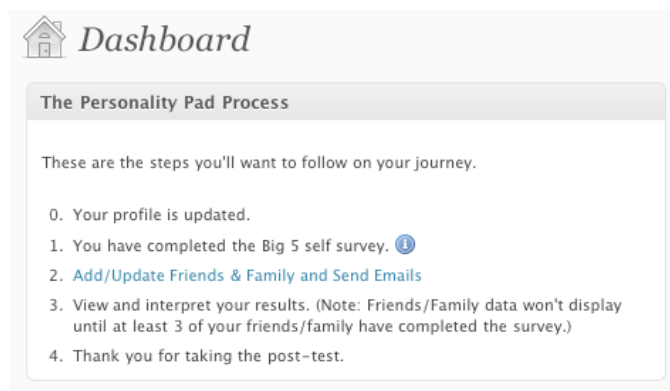 Dashboard
The Personality Pad Process
These are the steps you'll want to follow on your journey.
0. Your profile is updated.
1. You have completed the Big 5 self survey.
2. Add/Update Friends & Family and Send Emails
3. View and interpret your results. (Note: Friends/Family data won't display
until at least 3 of your friends/family have completed the survey.)
4. Thank you for taking the post-test.